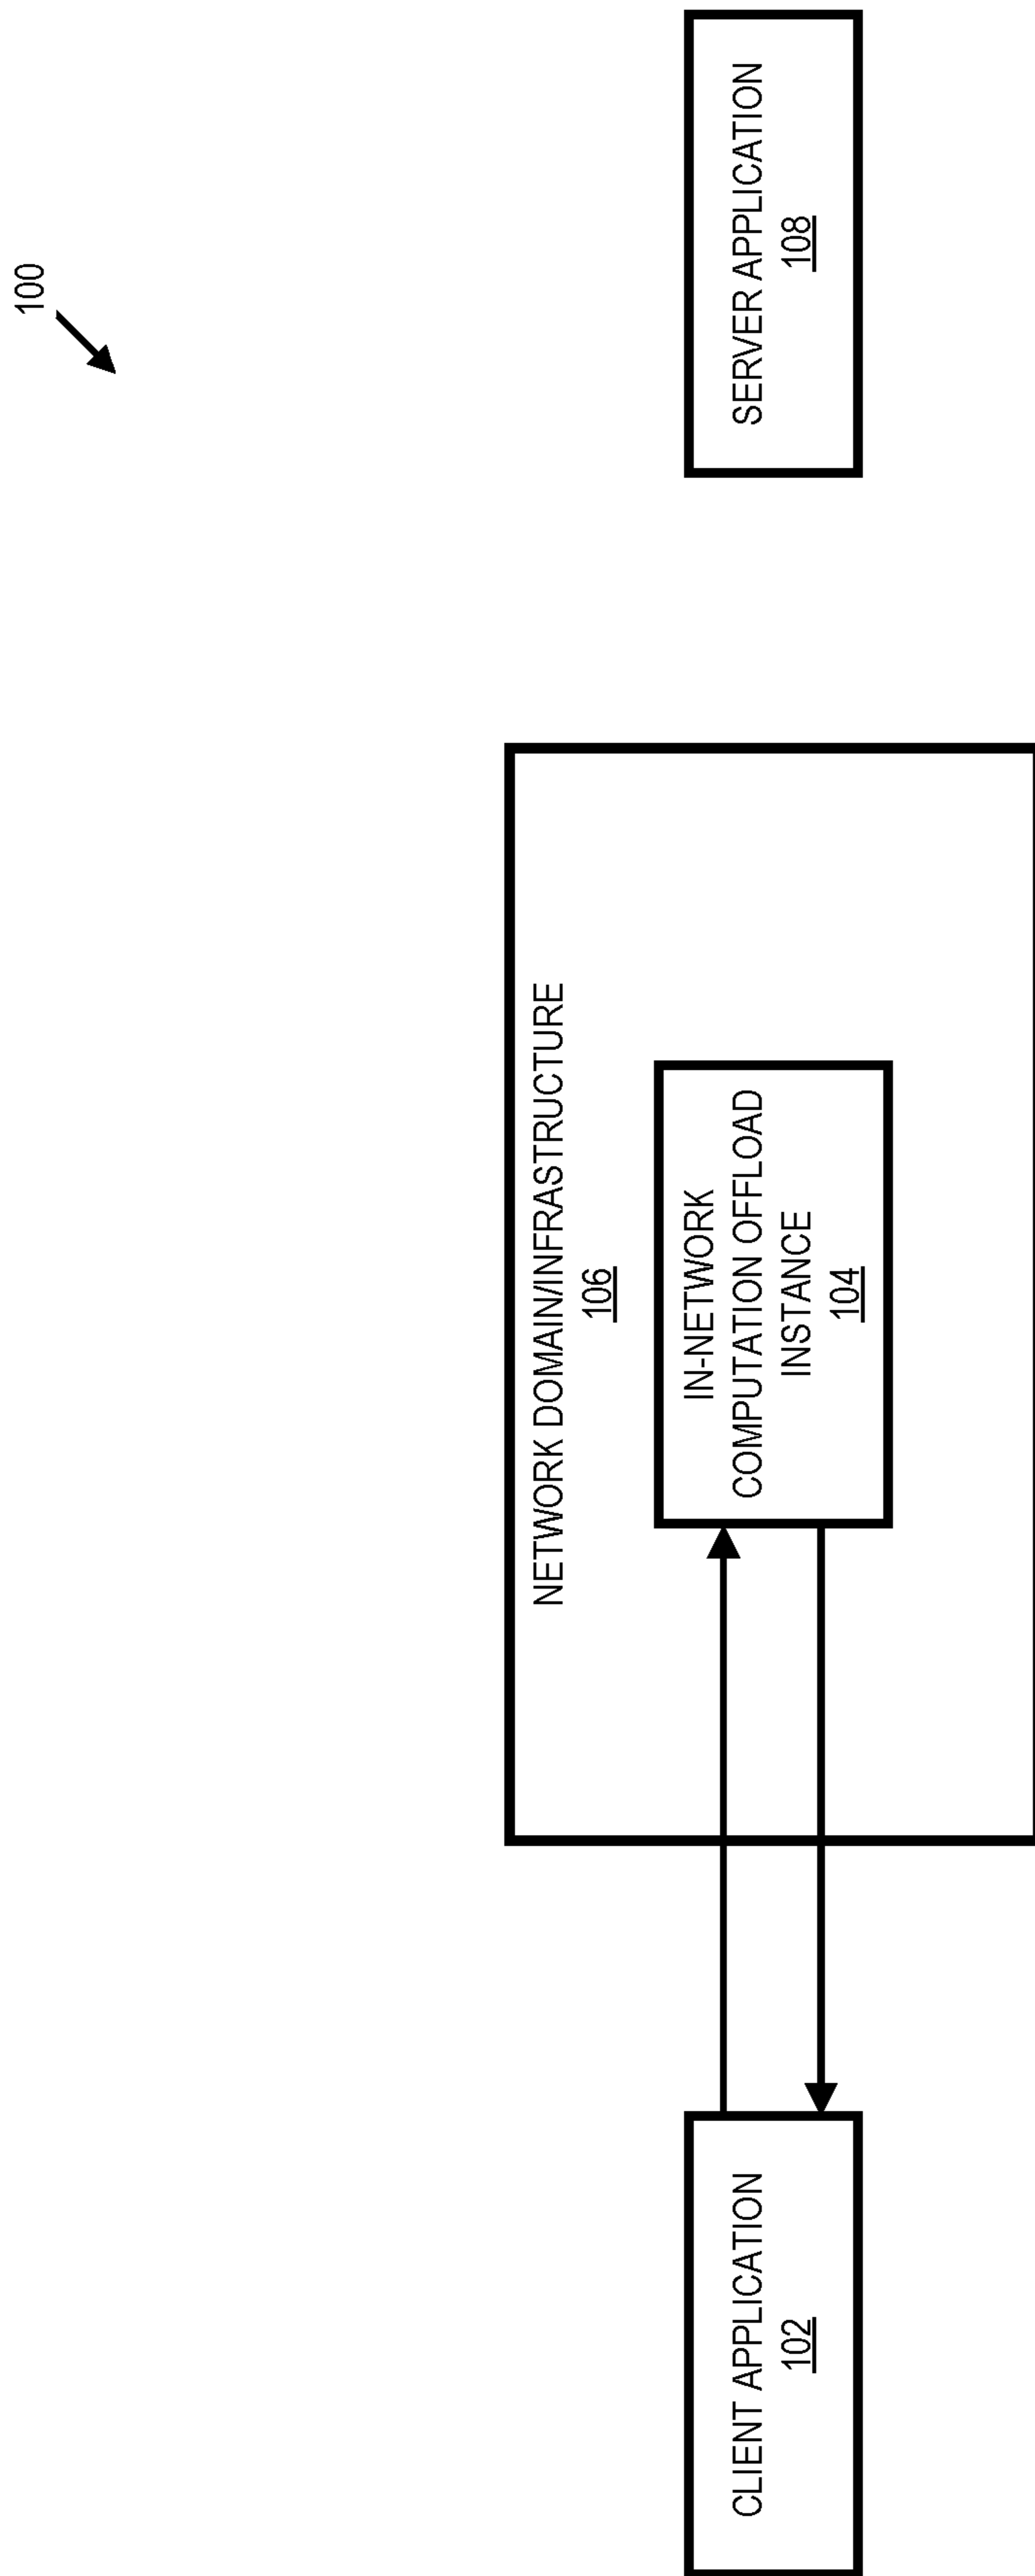 100
CLIENT APPLICATION
102
NETWORK DOMAIN/INFRASTRUCTURE
106
IN-NETWORK
COMPUTATION OFFLOAD
INSTANCE
104
SERVER APPLICATION
108